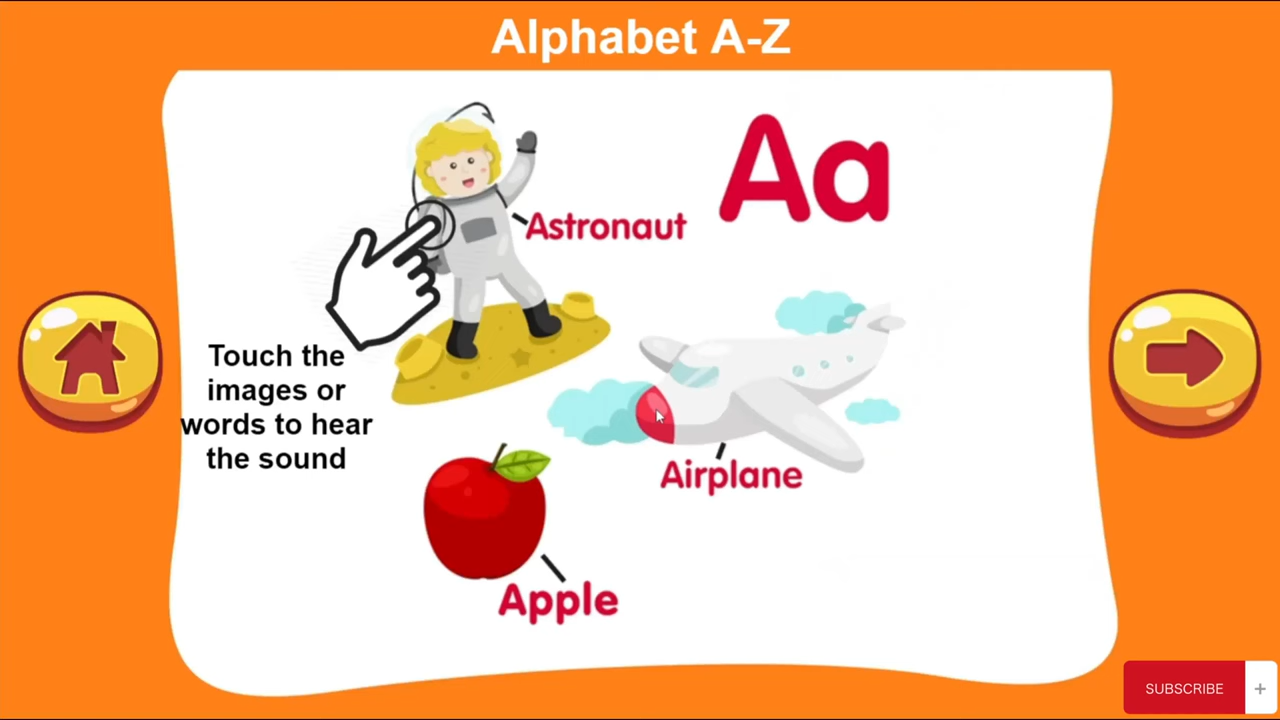 Alphabet A-Z
Aa
Astronaut
Touch the
images or
words to hear
the sound
Airplane
Apple
SUBSCRIBE +